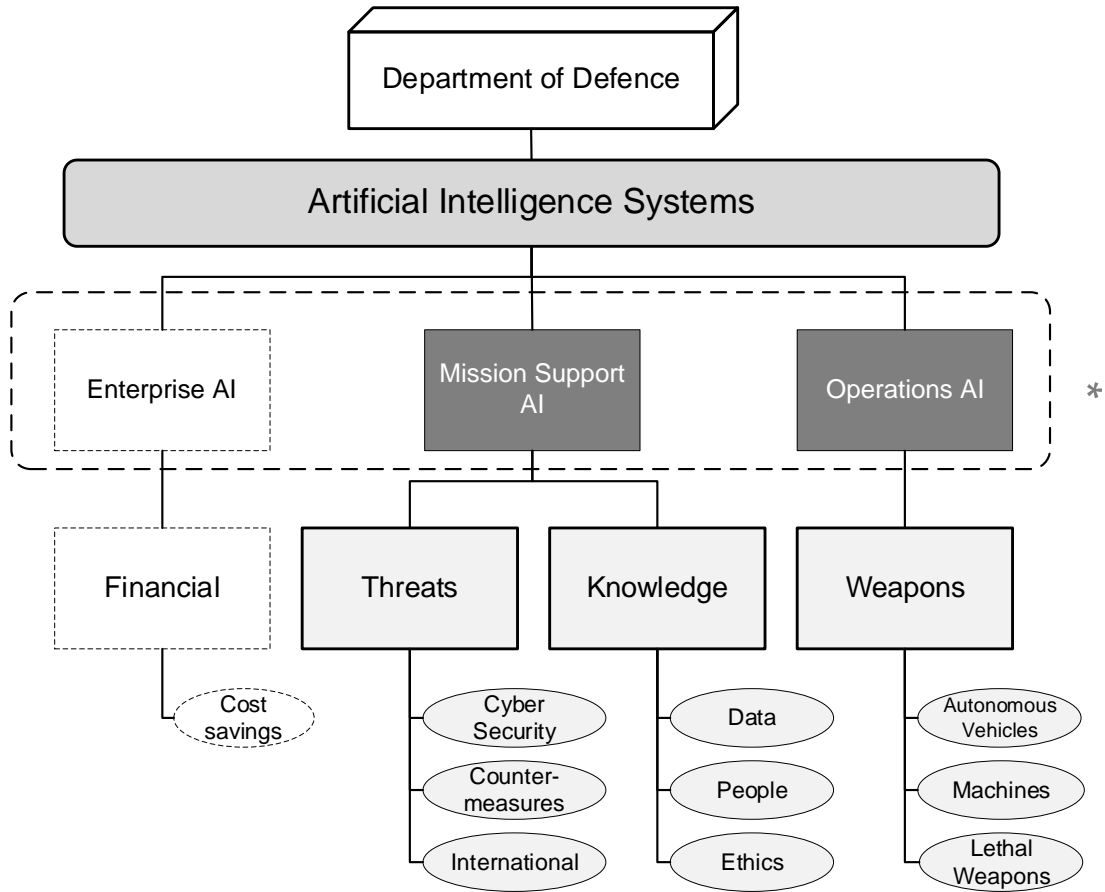 Department of Defence
Artificial Intelligence Systems
Enterprise AI
Mission Support
AI
Operations AI
*
Financial
Threats
Knowledge
Weapons
Cost
savings
Cyber
Security
Data
Autonomous
Vehicles
Counter-
measures
People
Machines
International
Ethics
Lethal
Weapons